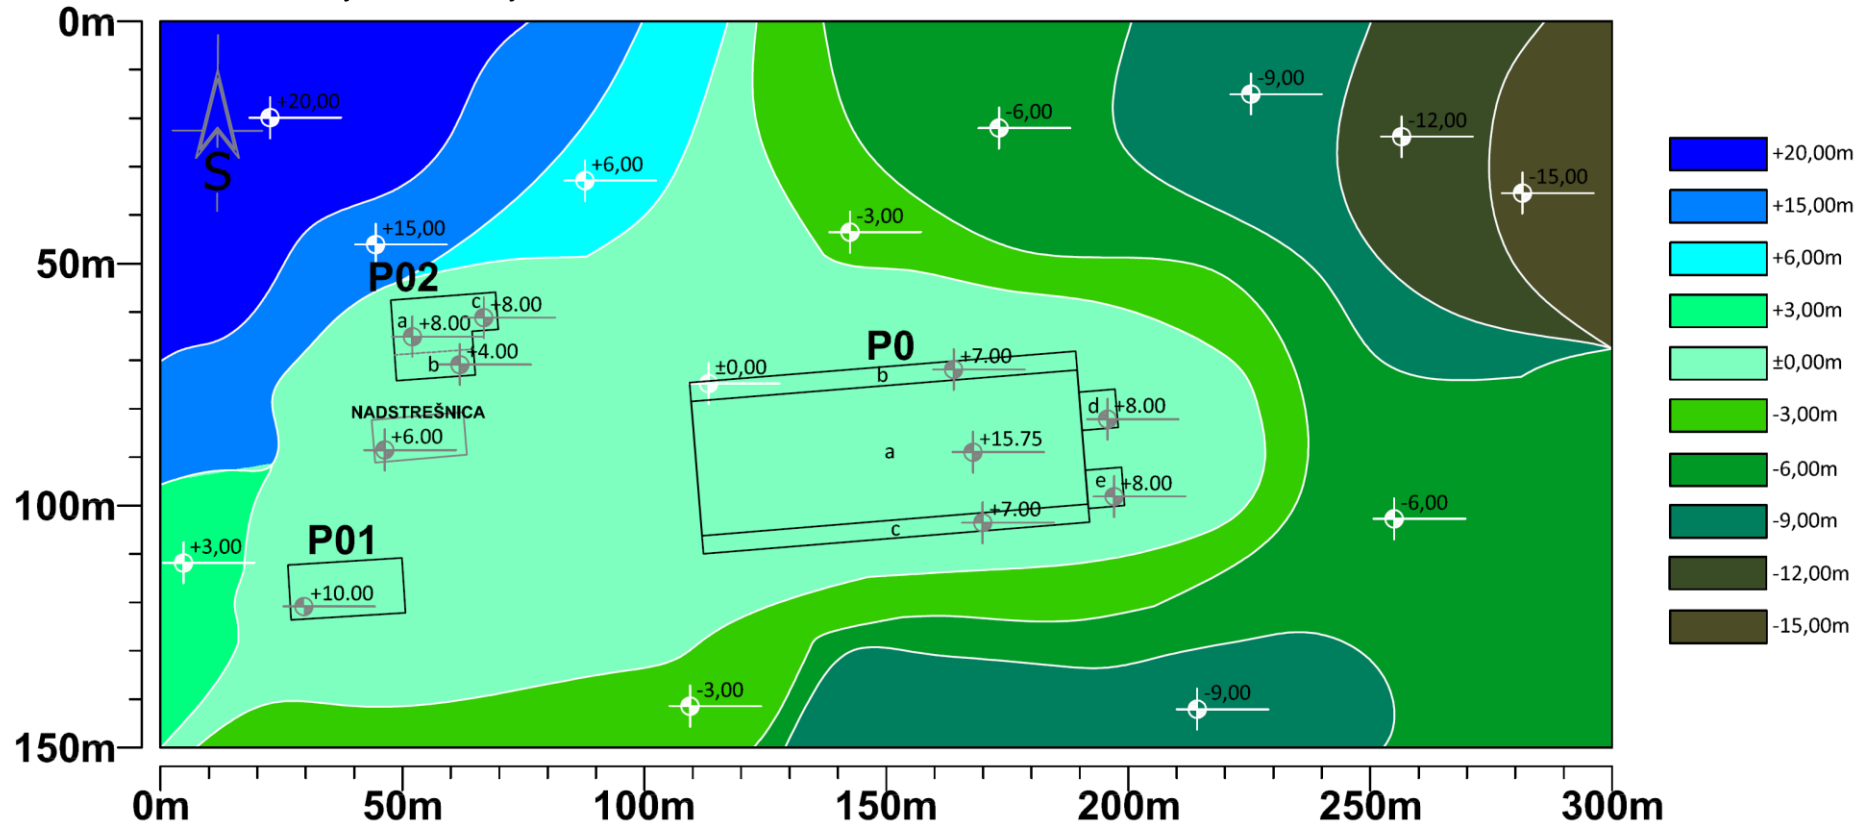 0m
50m
100m
150m
0m
50m
100m
150m
200m
250m
300m
S
+20,00
+15,00
+6,00
-3,00
-6,00
-9,00
-12,00
-15,00
P02
a
+8.00
c
+8.00
b
+4.00
NADSTREŠNICA
+6.00
+3,00
P01
+10.00
P0
±0,00
b
+7.00
a
+15.75
c
+7.00
d
+8.00
e
+8.00
-6,00
-3,00
-9,00
+20,00m
+15,00m
+6,00m
+3,00m
±0,00m
-3,00m
-6,00m
-9,00m
-12,00m
-15,00m